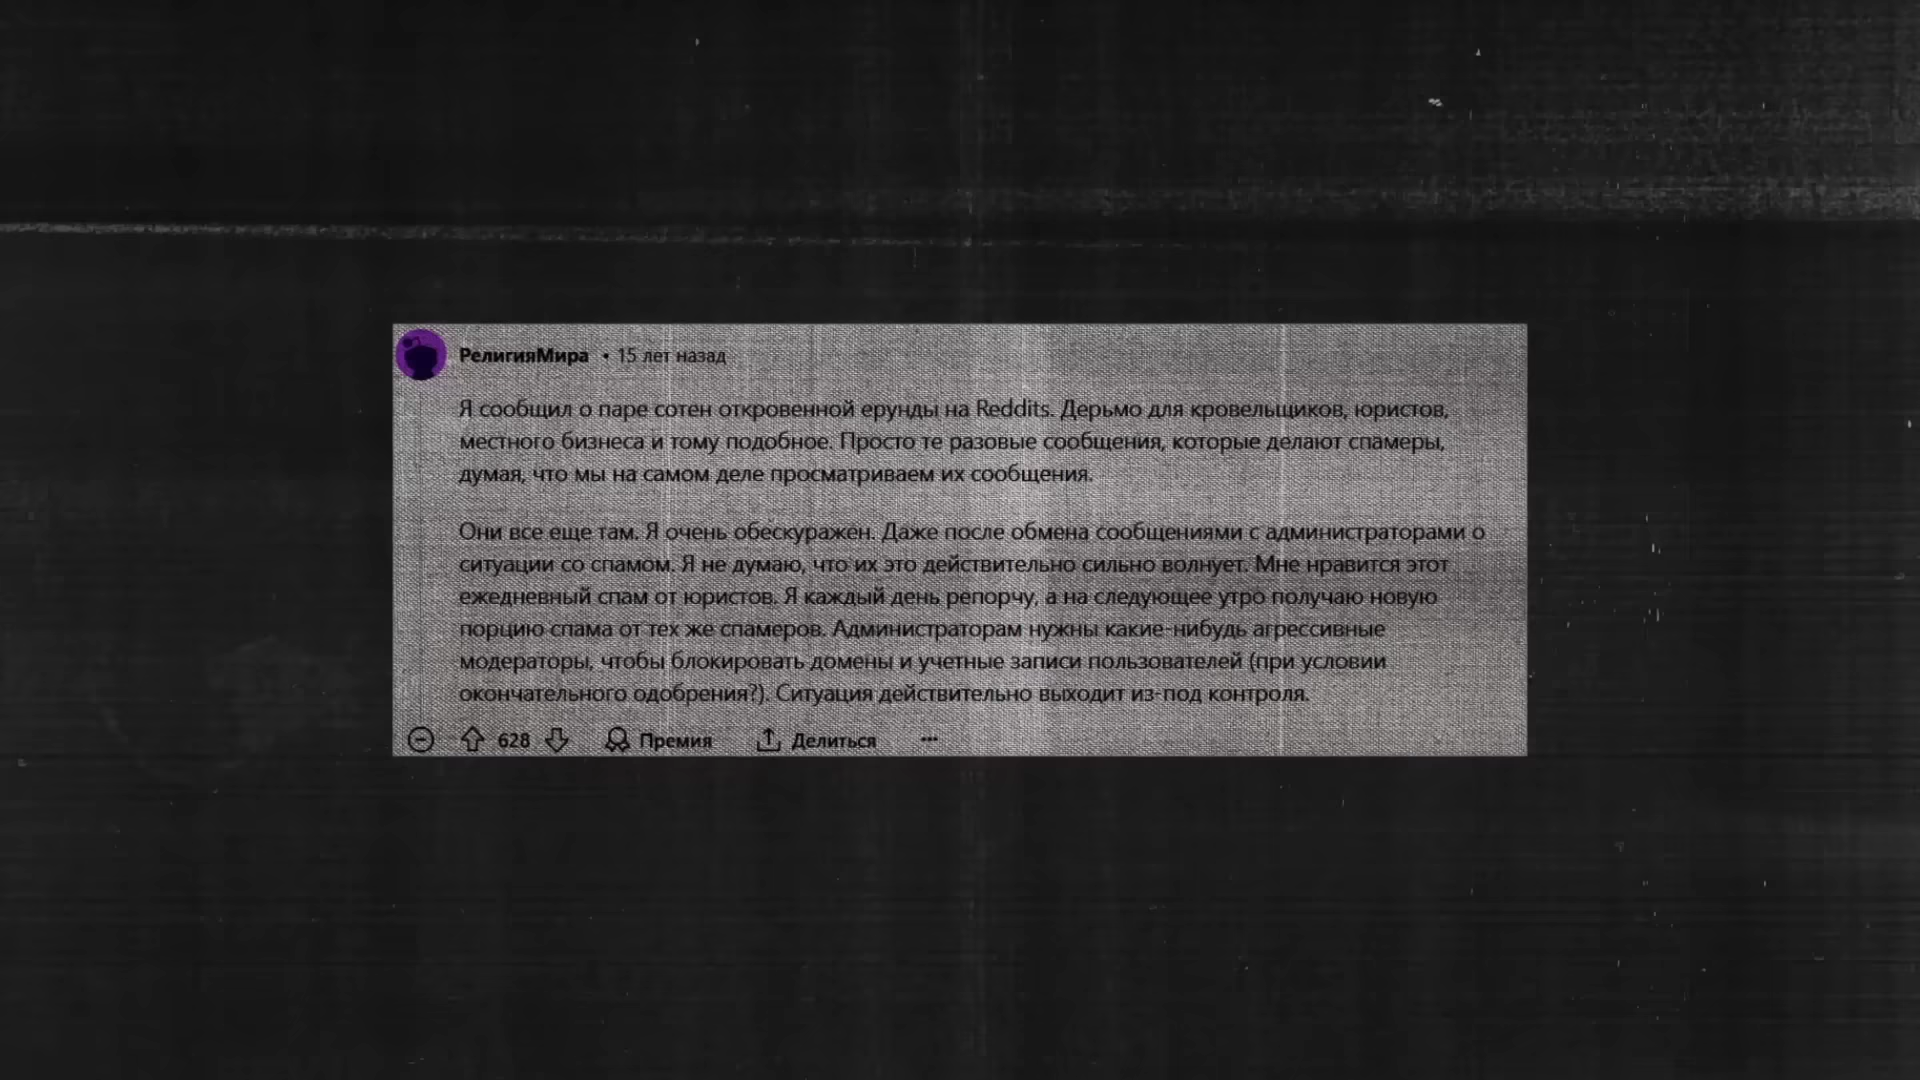 РелигияМира • 15 лет назад
Я сообщил о паре сотен откровенной ерунды на Reddits. Дерьмо для кровельщиков, юристов,
местного бизнеса и тому подобное. Просто те разовые сообщения, которые делают спамеры,
думая, что мы на самом деле просматриваем их сообщения.
Они все еще там. Я очень обескуражен. Даже после обмена сообщениями с администраторами о
ситуации со спамом. Я не думаю, что их это действительно сильно волнует. Мне нравится этот
ежедневный спам от юристов. Я каждый день репорчу, а на следующее утро получаю новую
порцию спама от тех же спамеров. Администраторам нужны какие-нибудь агрессивные
модераторы, чтобы блокировать домены и учетные записи пользователей (при условии
окончательного одобрения?). Ситуация действительно выходит из-под контроля.
628 Премия Делиться ...